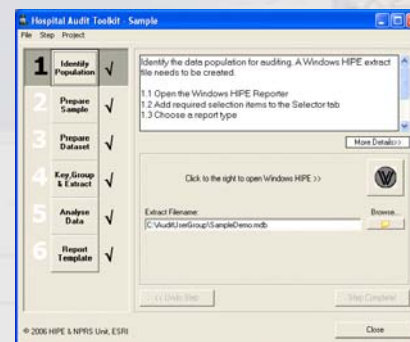 Hospital Audit Toolkit - Sample
File Step Project
1 Identify Population √
2 Prepare Sample √
3 Prepare Dataset √
4 Key,Group & Extract √
5 Analyse Data √
6 Report Template √
Identify the data population for auditing. A Windows HIPE extract
file needs to be created.
1.1 Open the Windows HIPE Reporter
1.2 Add required selection items to the Selector tab
1.3 Choose a report type
More Details>>
Click to the right to open Windows HIPE >>
W
Extract Filename:
Browse...
C:\AuditUserGroup\SampleDemo.mdb
<< Undo Step
Step Complete
© 2006 HIPE & NPRS Unit, ESRI
Close